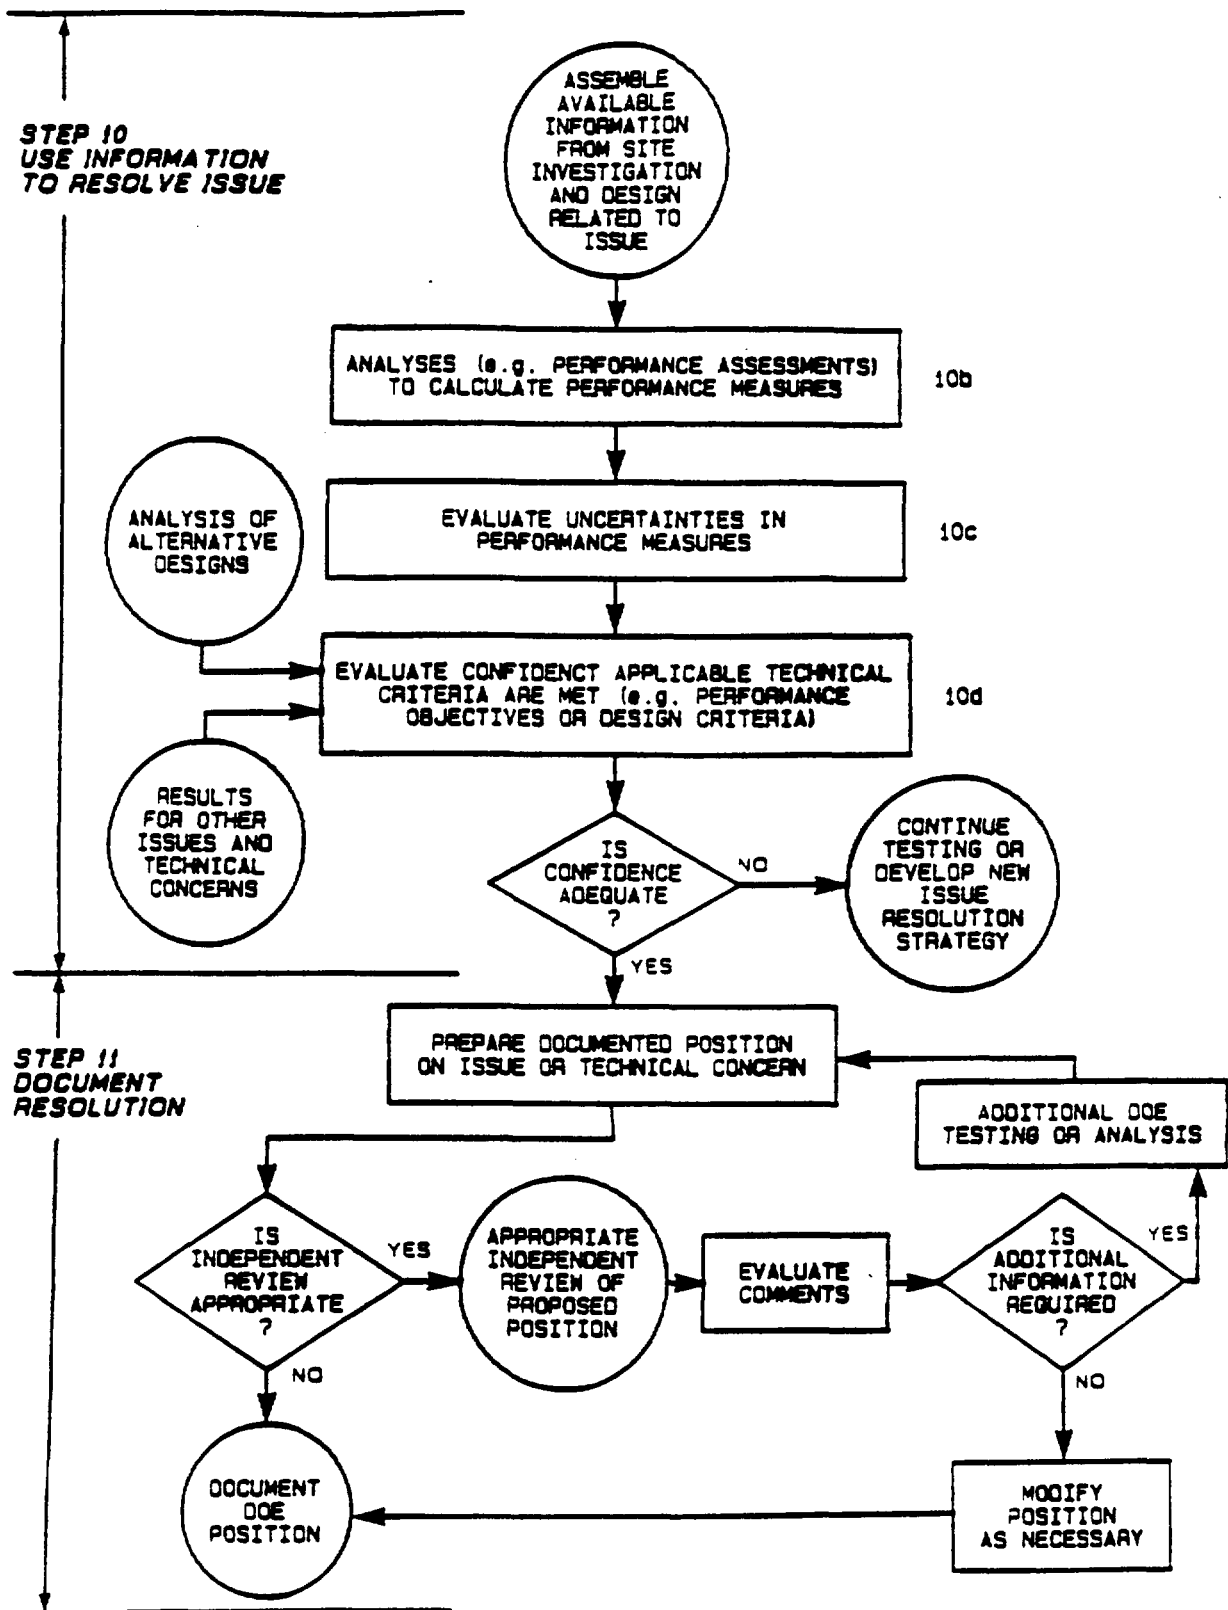 STEP 10
USE INFORMATION
TO RESOLVE ISSUE
ASSEMBLE
AVAILABLE
INFORMATION
FROM SITE
INVESTIGATION
AND DESIGN
RELATED TO
ISSUE
ANALYSES (e.g. PERFORMANCE ASSESSMENTS)
TO CALCULATE PERFORMANCE MEASURES
10b
EVALUATE UNCERTAINTIES IN
PERFORMANCE MEASURES
10c
ANALYSIS OF
ALTERNATIVE
DESIGNS
EVALUATE CONFIDENCT APPLICABLE TECHNICAL
CRITERIA ARE MET (e.g. PERFORMANCE
OBJECTIVES OR DESIGN CRITERIA)
10d
RESULTS
FOR OTHER
ISSUES AND
TECHNICAL
CONCERNS
IS
CONFIDENCE
ADEQUATE
?
NO
CONTINUE
TESTING OR
DEVELOP NEW
ISSUE
RESOLUTION
STRATEGY
YES
STEP 11
DOCUMENT
RESOLUTION
PREPARE DOCUMENTED POSITION
ON ISSUE OR TECHNICAL CONCERN
ADDITIONAL DOE
TESTING OR ANALYSIS
IS
INDEPENDENT
REVIEW
APPROPRIATE
?
YES
APPROPRIATE
INDEPENDENT
REVIEW OF
PROPOSED
POSITION
EVALUATE
COMMENTS
IS
ADDITIONAL
INFORMATION
REQUIRED
?
YES
NO
NO
DOCUMENT
DOE
POSITION
MODIFY
POSITION
AS NECESSARY